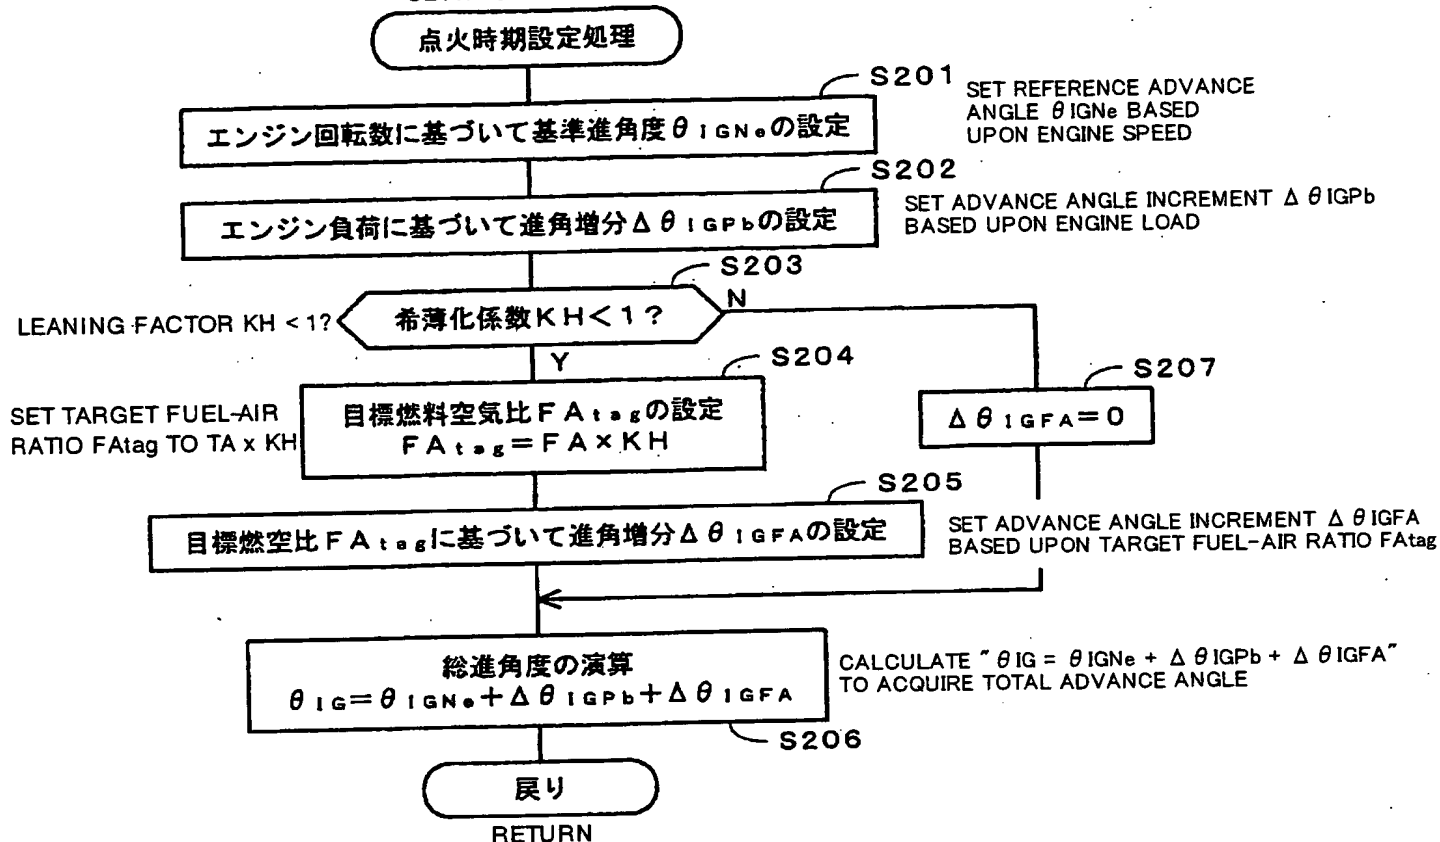 点火時期設定処理
S201
SET REFERENCE ADVANCE
ANGLE θIGNe BASED
UPON ENGINE SPEED
エンジン回転数に基づいて基準進角度θIGNeの設定
S202
SET ADVANCE ANGLE INCREMENT Δθ IGPb
BASED UPON ENGINE LOAD
エンジン負荷に基づいて進角増分ΔθIGPbの設定
S203
LEANING FACTOR KH < 1?
希薄化係数KH<1?
N
Y
S204
SET TARGET FUEL-AIR
RATIO FAtag TO TA x KH
目標燃料空気比FAtagの設定
FAtag=FA×KH
S207
ΔθIGFA=0
S205
目標燃空比FAtagに基づいて進角増分ΔθIGFAの設定
SET ADVANCE ANGLE INCREMENT Δθ IGFA
BASED UPON TARGET FUEL-AIR RATIO FAtag
総進角度の演算
θIG=θIGNe+ΔθIGPb+ΔθIGFA
CALCULATE "θIG = θIGNe + ΔθIGPb + ΔθIGFA"
TO ACQUIRE TOTAL ADVANCE ANGLE
S206
戻り
RETURN